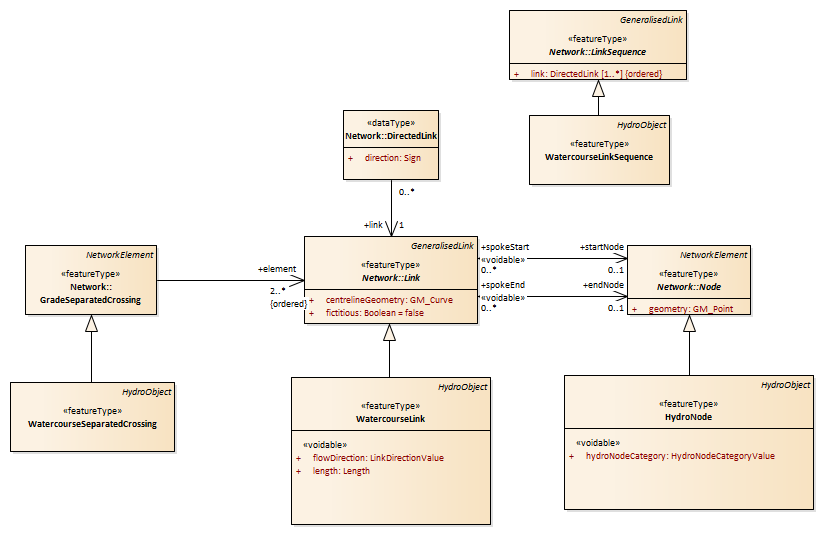 GeneralisedLink
«featureType»
Network::LinkSequence
+ link: DirectedLink [1..*] {ordered}
HydroObject
«featureType»
WatercourseLinkSequence
«dataType»
Network::DirectedLink
+ direction: Sign
0..*
+link
1
NetworkElement
«featureType»
Network::
GradeSeparatedCrossing
+element
2..*
{ordered}
GeneralisedLink
«featureType»
Network::Link
+ centrelineGeometry: GM_Curve
+ fictitious: Boolean = false
+spokeStart
«voidable»
0..*
+startNode
0..1
+spokeEnd
«voidable»
0..*
+endNode
0..1
NetworkElement
«featureType»
Network::Node
+ geometry: GM_Point
HydroObject
«featureType»
WatercourseSeparatedCrossing
HydroObject
«featureType»
WatercourseLink
«voidable»
+ flowDirection: LinkDirectionValue
+ length: Length
HydroObject
«featureType»
HydroNode
«voidable»
+ hydroNodeCategory: HydroNodeCategoryValue